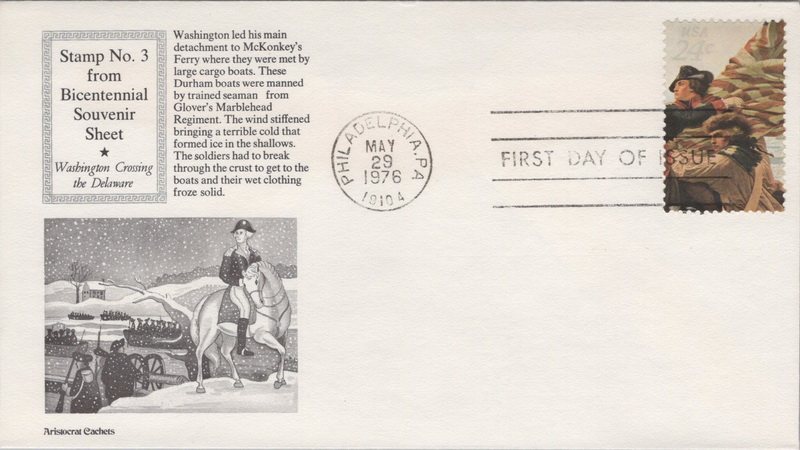 Stamp No. 3
from
Bicentennial
Souvenir
Sheet
★
Washington Crossing
the Delaware
Washington led his main
detachment to McKonkey's
Ferry where they were met by
large cargo boats. These
Durham boats were manned
by trained seaman from
Glover's Marblehead
Regiment. The wind stiffened
bringing a terrible cold that
formed ice in the shallows.
The soldiers had to break
through the crust to get to the
boats and their wet clothing
froze solid.
PHILADELPHIA, PA
MAY
29
1976
19104
FIRST DAY OF ISSUE
USA
24c
Aristocrat Cachets